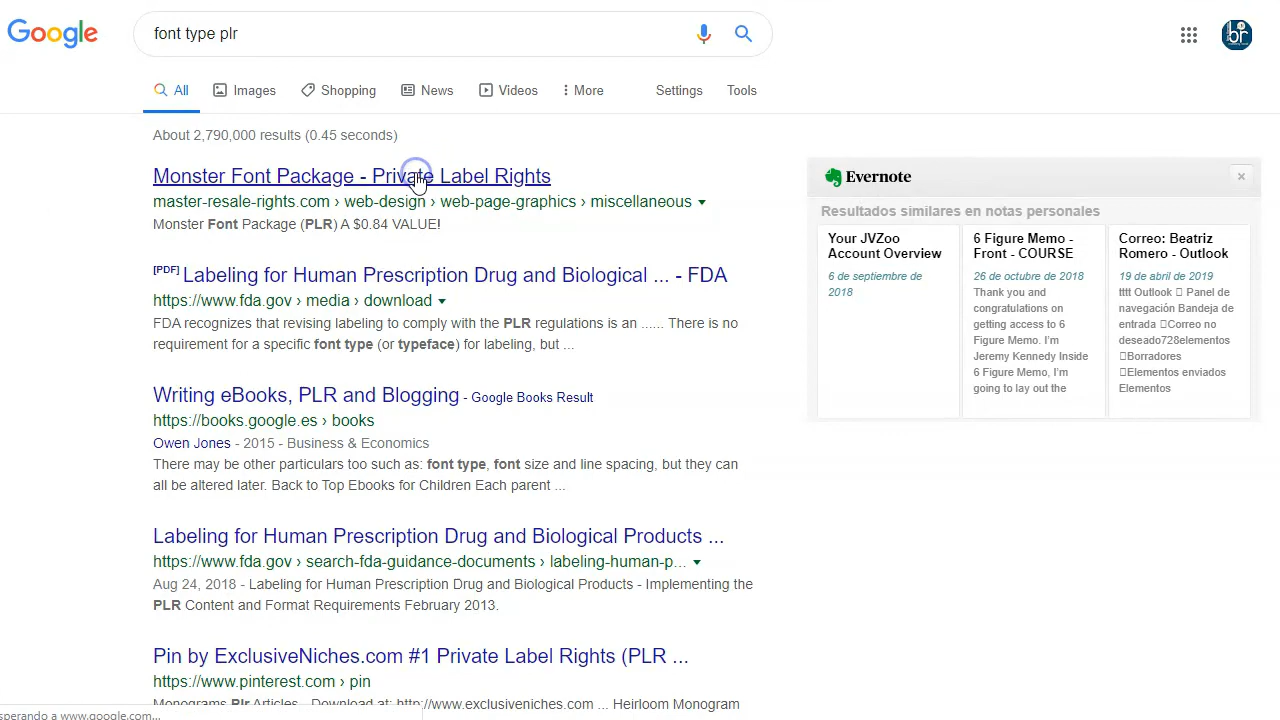 Google
font type plr
All
Images
Shopping
News
Videos
More
Settings
Tools
br
About 2,790,000 results (0.45 seconds)
Monster Font Package - Private Label Rights
master-resale-rights.com › web-design › web-page-graphics › miscellaneous
Monster Font Package (PLR) A $0.84 VALUE!
[PDF] Labeling for Human Prescription Drug and Biological ... - FDA
https://www.fda.gov › media › download
FDA recognizes that revising labeling to comply with the PLR regulations is an ...... There is no
requirement for a specific font type (or typeface) for labeling, but ...
Writing eBooks, PLR and Blogging - Google Books Result
https://books.google.es › books
Owen Jones - 2015 - Business & Economics
There may be other particulars too such as: font type, font size and line spacing, but they can
all be altered later. Back to Top Ebooks for Children Each parent ...
Labeling for Human Prescription Drug and Biological Products ...
https://www.fda.gov › search-fda-guidance-documents › labeling-human-p...
Aug 24, 2018 - Labeling for Human Prescription Drug and Biological Products - Implementing the
PLR Content and Format Requirements February 2013.
Pin by ExclusiveNiches.com #1 Private Label Rights (PLR ...
https://www.pinterest.com › pin
Monograms Plr Articles - Download at: http://www.exclusiveniches.com ... Heirloom Monogram
sperando a www.google.com...
Evernote
Resultados similares en notas personales
Your JVZoo
Account Overview
6 de septiembre de
2018
6 Figure Memo -
Front - COURSE
26 de octubre de 2018
Thank you and
congratulations on
getting access to 6
Figure Memo. I'm
Jeremy Kennedy Inside
6 Figure Memo, I'm
going to lay out the
Correo: Beatriz
Romero - Outlook
19 de abril de 2019
tttt Outlook Panel de
navegación Bandeja de
entrada Correo no
deseado728elementos
Borradores
Elementos enviados
Elementos